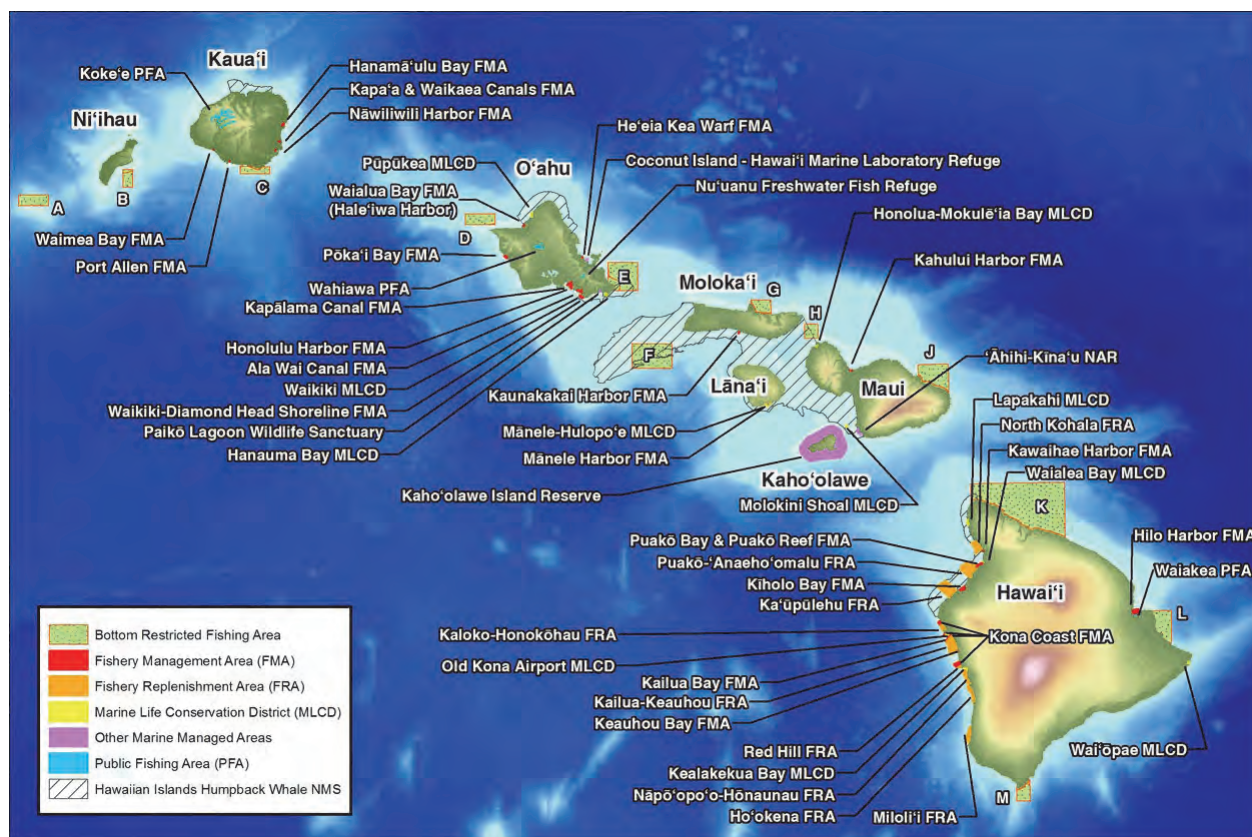 Kaua‘i
Koke‘e PFA
Hanamā‘ulu Bay FMA
Kapa‘a & Waikaea Canals FMA
Nāwiliwili Harbor FMA
Ni‘ihau
A
B
C
Waimea Bay FMA
Port Allen FMA
He‘eia Kea Warf FMA
Coconut Island - Hawai‘i Marine Laboratory Refuge
Nu‘uanu Freshwater Fish Refuge
O‘ahu
Pūpūkea MLCD
Waialua Bay FMA
(Hale‘iwa Harbor)
D
Pōka‘i Bay FMA
Wahiawa PFA
Kapālama Canal FMA
E
Honolulu Harbor FMA
Ala Wai Canal FMA
Waikiki MLCD
Waikiki-Diamond Head Shoreline FMA
Paikō Lagoon Wildlife Sanctuary
Hanauma Bay MLCD
Honolua-Mokulē‘ia Bay MLCD
Kahului Harbor FMA
Moloka‘i
G
H
F
J
‘Āhihi-Kīna‘u NAR
Lāna‘i
Maui
Kaunakakai Harbor FMA
Mānele-Hulopo‘e MLCD
Mānele Harbor FMA
Kaho‘olawe
Kaho‘olawe Island Reserve
Molokini Shoal MLCD
Lapakahi MLCD
North Kohala FRA
Kawaihae Harbor FMA
Waialea Bay MLCD
K
Puakō Bay & Puakō Reef FMA
Puakō-‘Anaeho‘omalu FRA
Kīholo Bay FMA
Ka‘ūpūlehu FRA
Hawai‘i
Hilo Harbor FMA
Waiakea PFA
L
Kaloko-Honokōhau FRA
Old Kona Airport MLCD
Kona Coast FMA
Kailua Bay FMA
Kailua-Keauhou FRA
Keauhou Bay FMA
Red Hill FRA
Kealakekua Bay MLCD
Nāpō‘opo‘o-Hōnaunau FRA
Ho‘okena FRA
Miloli‘i FRA
M
Wai‘ōpae MLCD
Bottom Restricted Fishing Area
Fishery Management Area (FMA)
Fishery Replenishment Area (FRA)
Marine Life Conservation District (MLCD)
Other Marine Managed Areas
Public Fishing Area (PFA)
Hawaiian Islands Humpback Whale NMS